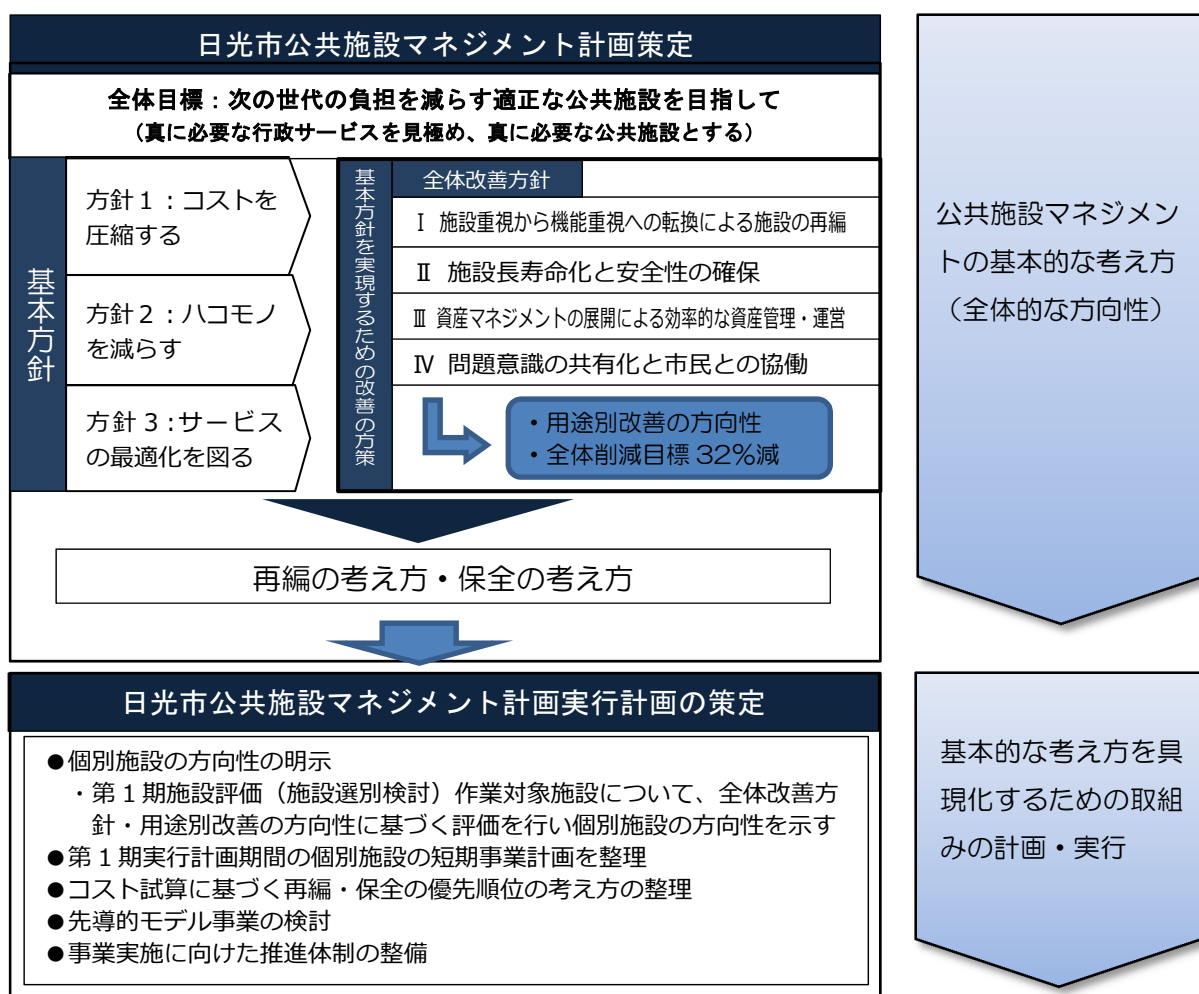 日光市公共施設マネジメント計画策定
全体目標：次の世代の負担を減らす適正な公共施設を目指して
（真に必要な行政サービスを見極め、真に必要な公共施設とする）
基本方針
方針１：コストを
圧縮する
方針２：ハコモノ
を減らす
方針３：サービス
の最適化を図る
基本方針を実現するための改善の方策
全体改善方針
Ⅰ 施設重視から機能重視への転換による施設の再編
Ⅱ 施設長寿命化と安全性の確保
Ⅲ 資産マネジメントの展開による効率的な資産管理・運営
Ⅳ 問題意識の共有化と市民との協働
・用途別改善の方向性
・全体削減目標 32％減
再編の考え方・保全の考え方
公共施設マネジメン
トの基本的な考え方
（全体的な方向性）
日光市公共施設マネジメント計画実行計画の策定
●個別施設の方向性の明示
・第１期施設評価（施設選別検討）作業対象施設について、全体改善方
針・用途別改善の方向性に基づく評価を行い個別施設の方向性を示す
●第１期実行計画期間の個別施設の短期事業計画を整理
●コスト試算に基づく再編・保全の優先順位の考え方の整理
●先導的モデル事業の検討
●事業実施に向けた推進体制の整備
基本的な考え方を具
現化するための取組
みの計画・実行